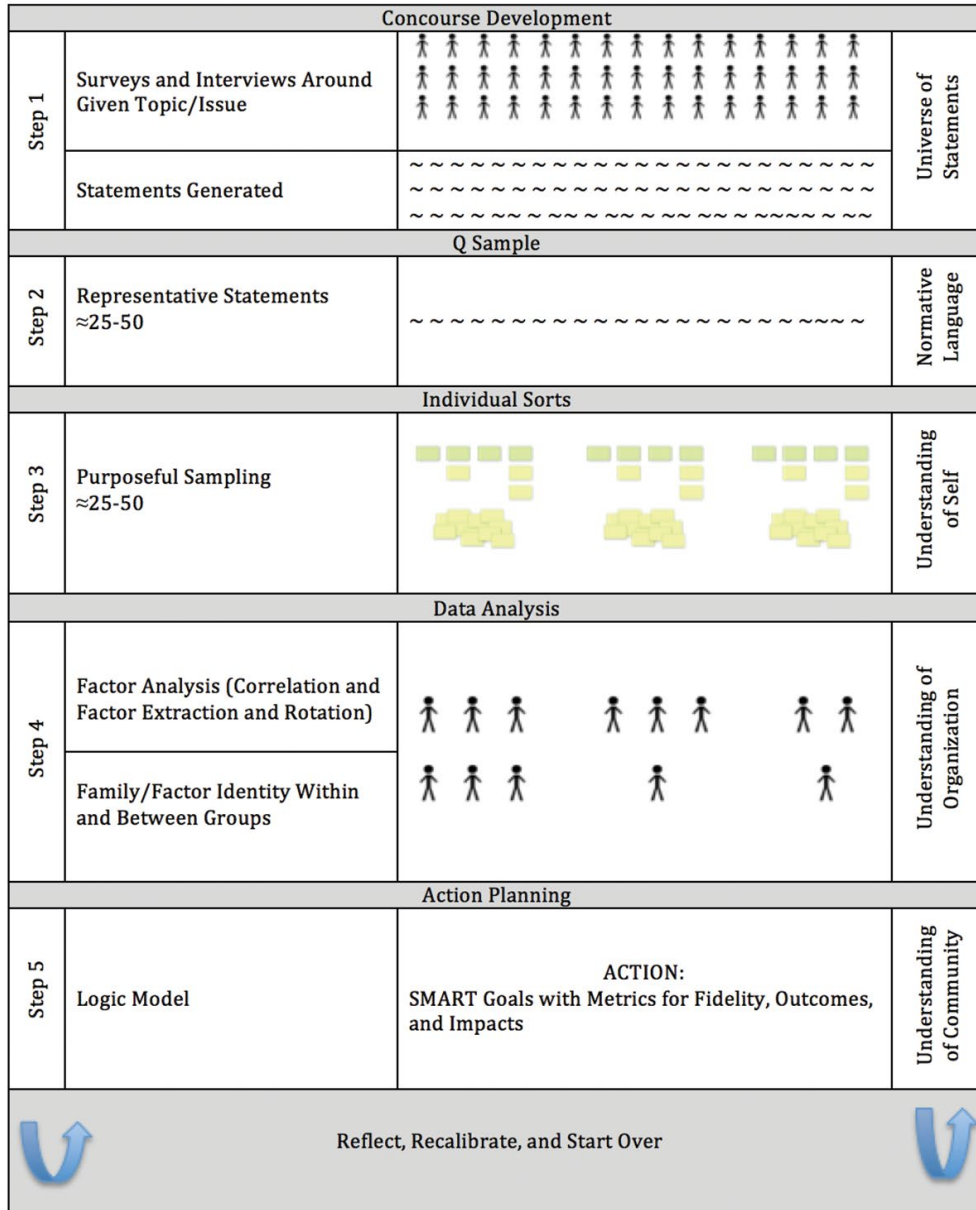 Concourse Development
Step 1
Surveys and Interviews Around
Given Topic/Issue
Universe of
Statements
Statements Generated
~ ~ ~ ~ ~ ~ ~ ~ ~ ~ ~ ~ ~ ~ ~ ~ ~ ~ ~ ~ ~ ~ ~
~ ~ ~ ~ ~ ~ ~ ~ ~ ~ ~ ~ ~ ~ ~ ~ ~ ~ ~ ~ ~ ~ ~
~ ~ ~ ~ ~~ ~ ~~ ~~ ~ ~~ ~ ~~ ~ ~~ ~~~~ ~ ~~
Q Sample
Step 2
Representative Statements
≈25-50
~ ~ ~ ~ ~ ~ ~ ~ ~ ~ ~ ~ ~ ~ ~ ~ ~ ~ ~ ~~~ ~ ~
Normative
Language
Individual Sorts
Step 3
Purposeful Sampling
≈25-50
Understanding
of Self
Data Analysis
Step 4
Factor Analysis (Correlation and
Factor Extraction and Rotation)
Family/Factor Identity Within
and Between Groups
Understanding of
Organization
Action Planning
Step 5
Logic Model
ACTION:
SMART Goals with Metrics for Fidelity, Outcomes,
and Impacts
Understanding
of Community
Reflect, Recalibrate, and Start Over